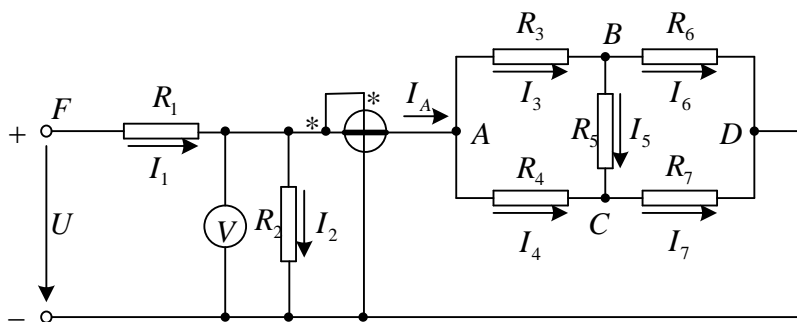 R3 B R6
F R1 * * IA I3 I6
+ A R5 I5 D
I1 R4 R7
U V R2 I2 C
I4 I7
−